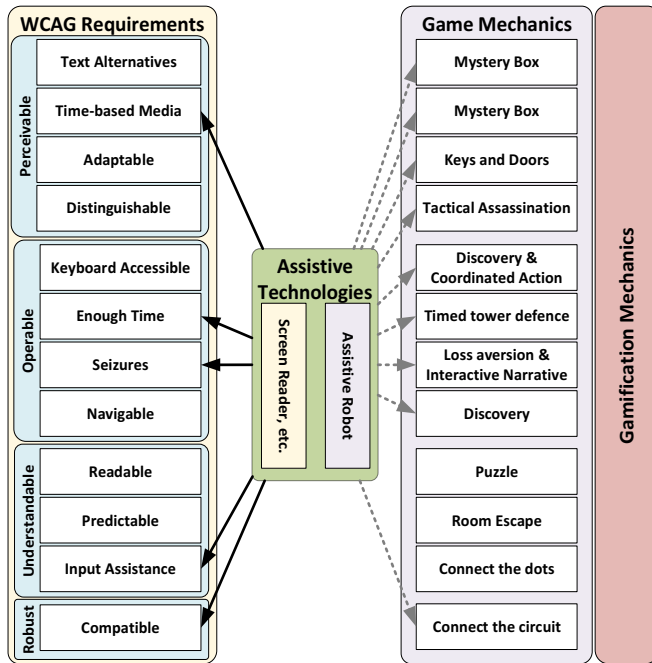 WCAG Requirements
Perceivable
Text Alternatives
Time-based Media
Adaptable
Distinguishable
Operable
Keyboard Accessible
Enough Time
Seizures
Navigable
Understandable
Readable
Predictable
Input Assistance
Robust
Compatible
Assistive
Technologies
Screen Reader,
etc.
Assistive Robot
Game Mechanics
Mystery Box
Mystery Box
Keys and Doors
Tactical Assassination
Discovery &
Coordinated Action
Timed tower defence
Loss aversion &
Interactive Narrative
Discovery
Puzzle
Room Escape
Connect the dots
Connect the circuit
Gamification Mechanics